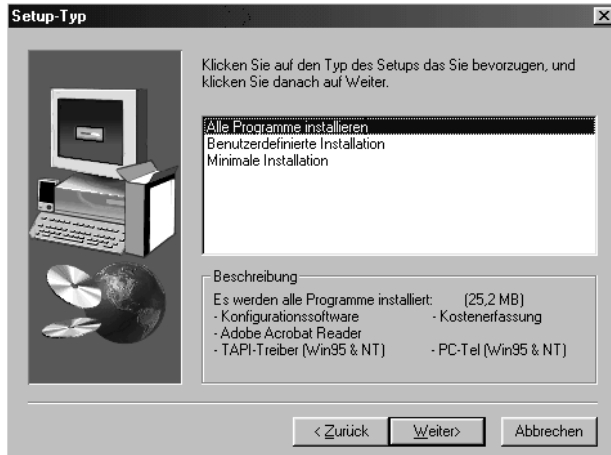 Setup-Typ
Klicken Sie auf den Typ des Setups das Sie bevorzugen, und
klicken Sie danach auf Weiter.
Alle Programme installieren
Benutzerdefinierte Installation
Minimale Installation
Beschreibung
Es werden alle Programme installiert: (25,2 MB)
- Konfigurationssoftware - Kostenerfassung
- Adobe Acrobat Reader
- TAPI-Treiber (Win95 & NT) - PC-Tel (Win95 & NT)
< Zurück Weiter> Abbrechen